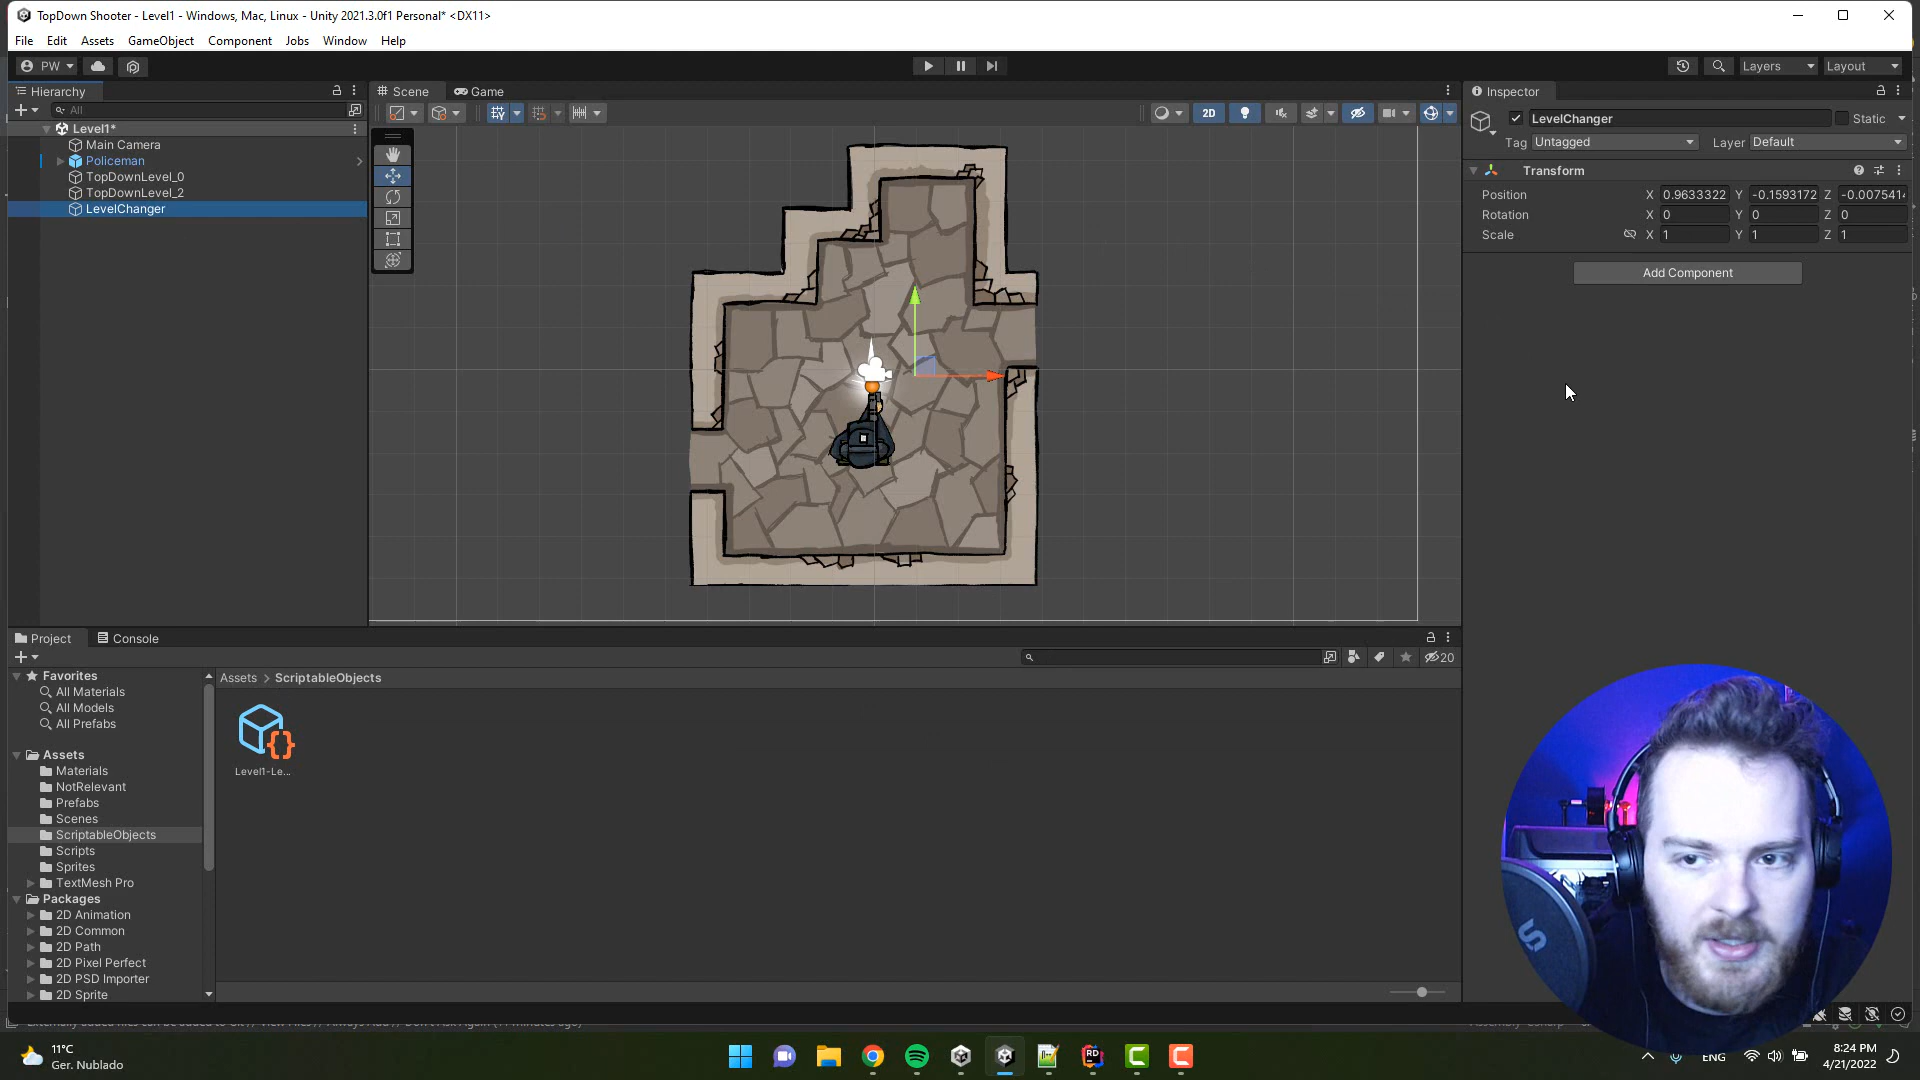 TopDown Shooter - Level1 - Windows, Mac, Linux - Unity 2021.3.0f1 Personal* <DX11>
File Edit Assets GameObject Component Jobs Window Help
PW Layers Layout
Hierarchy
All
Level1*
Main Camera
Policeman
TopDownLevel_0
TopDownLevel_2
LevelChanger
Scene Game
2D
Inspector
LevelChanger Static
Tag Untagged Layer Default
Transform
Position X 0.9633322 Y -0.1593172 Z -0.007541
Rotation X 0 Y 0 Z 0
Scale X 1 Y 1 Z 1
Add Component
Project Console
20
Favorites
All Materials
All Models
All Prefabs
Assets
Materials
NotRelevant
Prefabs
Scenes
ScriptableObjects
Scripts
Sprites
TextMesh Pro
Packages
2D Animation
2D Common
2D Path
2D Pixel Perfect
2D PSD Importer
2D Sprite
Assets > ScriptableObjects
Level1-Le...
11°C
Ger. Nublado
ENG
8:24 PM
4/21/2022